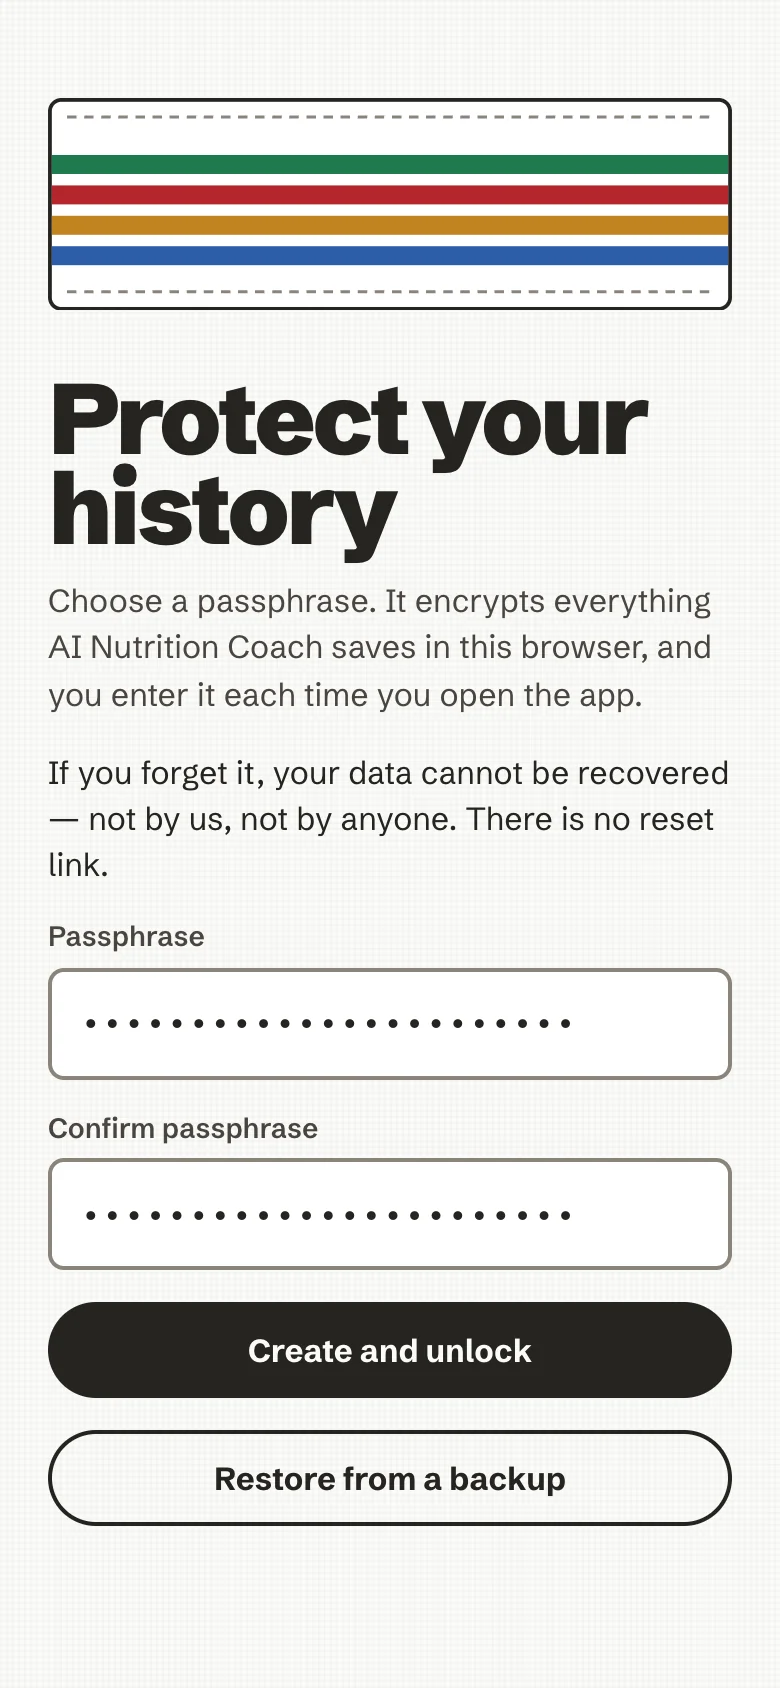 Protect your
history
Choose a passphrase. It encrypts everything
AI Nutrition Coach saves in this browser, and
you enter it each time you open the app.
If you forget it, your data cannot be recovered
— not by us, not by anyone. There is no reset
link.
Passphrase
•••••••••••••••••••••••
Confirm passphrase
•••••••••••••••••••••••
Create and unlock
Restore from a backup